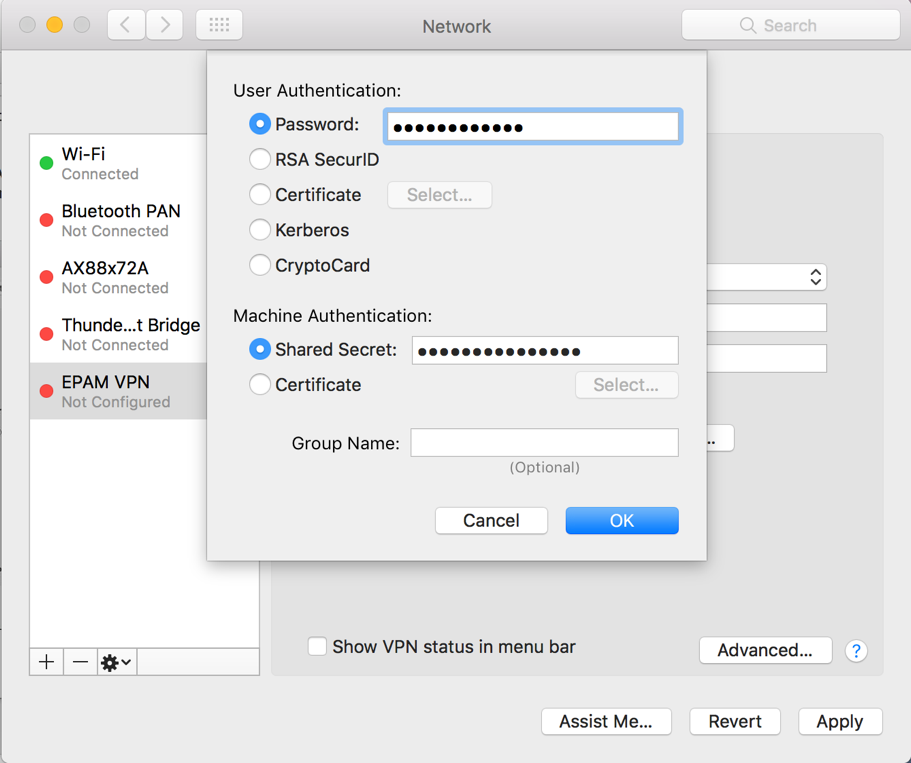 Network
Search
User Authentication:
Password: ●●●●●●●●●●●●
RSA SecurID
Certificate Select...
Kerberos
CryptoCard
Machine Authentication:
Shared Secret: ●●●●●●●●●●●●●●●
Certificate Select...
Group Name:
(Optional)
Cancel OK
Wi-Fi
Connected
Bluetooth PAN
Not Connected
AX88x72A
Not Connected
Thunde...t Bridge
Not Connected
EPAM VPN
Not Configured
..
Show VPN status in menu bar
Advanced... ?
Assist Me... Revert Apply